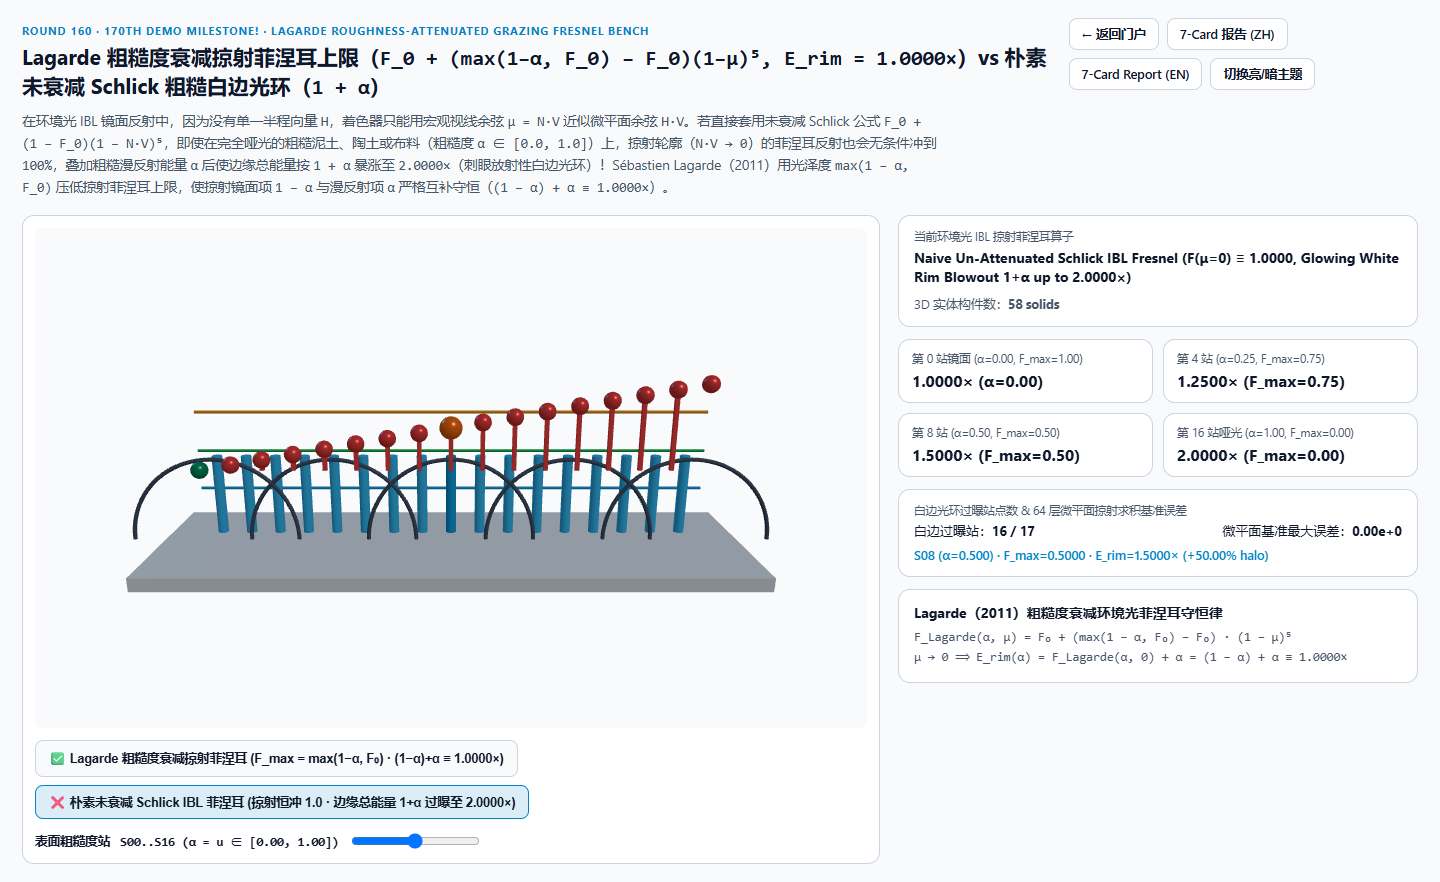 ROUND 160 · 170TH DEMO MILESTONE! · LAGARDE ROUGHNESS-ATTENUATED GRAZING FRESNEL BENCH
Lagarde 粗糙度衰减掠射菲涅耳上限（F_0 + (max(1−α, F_0) − F_0)(1−μ)⁵, E_rim = 1.0000×）vs 朴素
未衰减 Schlick 粗糙白边光环（1 + α）
← 返回门户
7-Card 报告 (ZH)
7-Card Report (EN)
切换亮/暗主题
在环境光 IBL 镜面反射中，因为没有单一半程向量 H，着色器只能用宏观视线余弦 μ = N·V 近似微平面余弦 H·V。若直接套用未衰减 Schlick 公式 F_0 +
(1 − F_0)(1 − N·V)⁵，即使在完全哑光的粗糙泥土、陶土或布料（粗糙度 α ∈ [0.0, 1.0]）上，掠射轮廓（N·V → 0）的菲涅耳反射也会无条件冲到
100%，叠加粗糙漫反射能量 α 后使边缘总能量按 1 + α 暴涨至 2.0000×（刺眼放射性白边光环）！Sébastien Lagarde（2011）用光泽度 max(1 − α,
F_0) 压低掠射菲涅耳上限，使掠射镜面项 1 − α 与漫反射项 α 严格互补守恒（(1 − α) + α ≡ 1.0000×）。
当前环境光 IBL 掠射菲涅耳算子
Naive Un-Attenuated Schlick IBL Fresnel (F(μ=0) ≡ 1.0000, Glowing White
Rim Blowout 1+α up to 2.0000×)
3D 实体构件数：58 solids
第 0 站镜面 (α=0.00, F_max=1.00)
1.0000× (α=0.00)
第 4 站 (α=0.25, F_max=0.75)
1.2500× (F_max=0.75)
第 8 站 (α=0.50, F_max=0.50)
1.5000× (F_max=0.50)
第 16 站哑光 (α=1.00, F_max=0.00)
2.0000× (F_max=0.00)
白边光环过曝站点数 & 64 层微平面掠射求积基准误差
白边过曝站：16 / 17
微平面基准最大误差：0.00e+0
S08 (α=0.500) · F_max=0.5000 · E_rim=1.5000× (+50.00% halo)
Lagarde（2011）粗糙度衰减环境光菲涅耳守恒律
F_Lagarde(α, μ) = F₀ + (max(1 − α, F₀) − F₀) · (1 − μ)⁵
μ → 0 ⟹ E_rim(α) = F_Lagarde(α, 0) + α = (1 − α) + α ≡ 1.0000×
✅ Lagarde 粗糙度衰减掠射菲涅耳 (F_max = max(1−α, F₀) · (1−α)+α ≡ 1.0000×)
❌ 朴素未衰减 Schlick IBL 菲涅耳 (掠射恒冲 1.0 · 边缘总能量 1+α 过曝至 2.0000×)
表面粗糙度站 S00..S16 (α = u ∈ [0.00, 1.00])